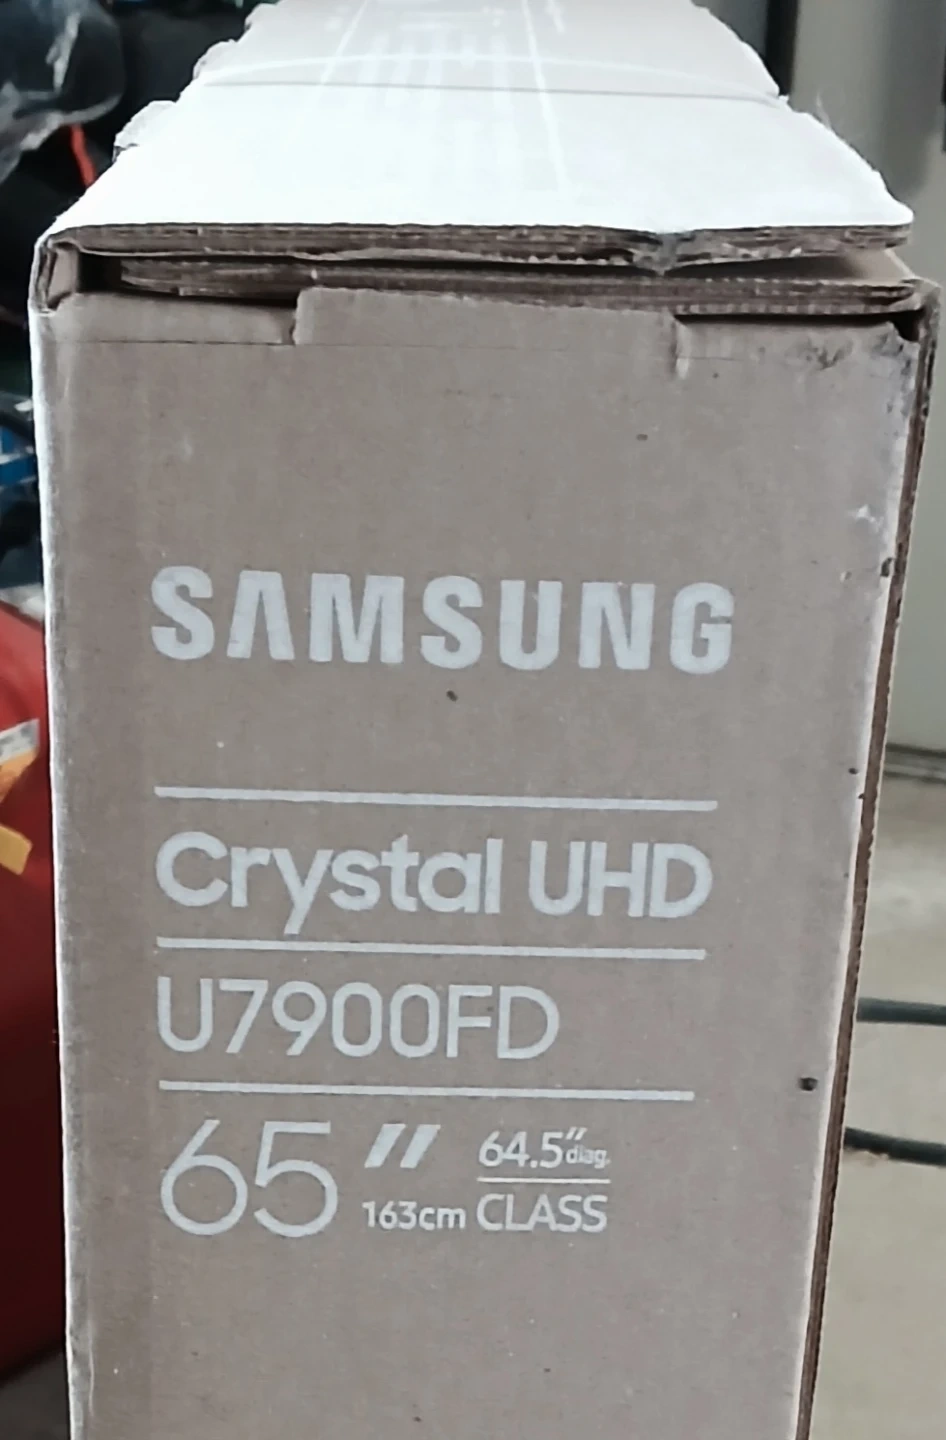 SAMSUNG
Crystal UHD
U7900FD
65″ 64.5″diag.
163cm CLASS